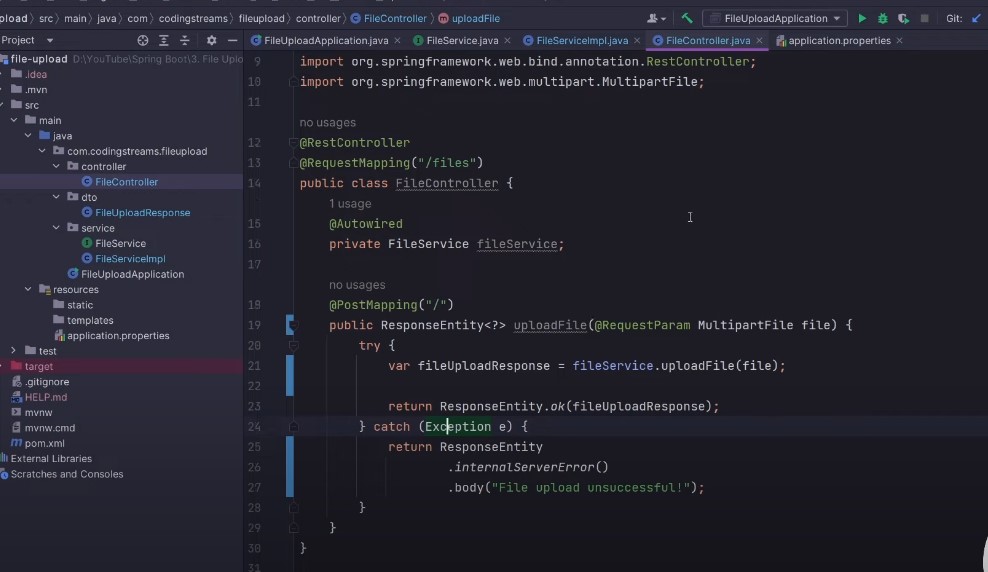 pload src main java com codingstreams fileupload controller FileController uploadFile FileUploadApplication Git:
Project FileUploadApplication.java FileService.java FileServiceImpl.java FileController.java application.properties
file-upload D:\YouTube\Spring Boot\3. File Uplo
.idea
.mvn
src
main
java
com.codingstreams.fileupload
controller
FileController
dto
FileUploadResponse
service
FileService
FileServiceImpl
FileUploadApplication
resources
static
templates
application.properties
test
target
.gitignore
HELP.md
mvnw
mvnw.cmd
pom.xml
External Libraries
Scratches and Consoles
9 import org.springframework.web.bind.annotation.RestController;
10 import org.springframework.web.multipart.MultipartFile;
11
no usages
12 @RestController
13 @RequestMapping("/files")
14 public class FileController {
1 usage
15 @Autowired
16 private FileService fileService;
17
no usages
18 @PostMapping("/")
19 public ResponseEntity<?> uploadFile(@RequestParam MultipartFile file) {
20 try {
21 var fileUploadResponse = fileService.uploadFile(file);
22
23 return ResponseEntity.ok(fileUploadResponse);
24 } catch (Exception e) {
25 return ResponseEntity
26 .internalServerError()
27 .body("File upload unsuccessful!");
28 }
29 }
30 }
31